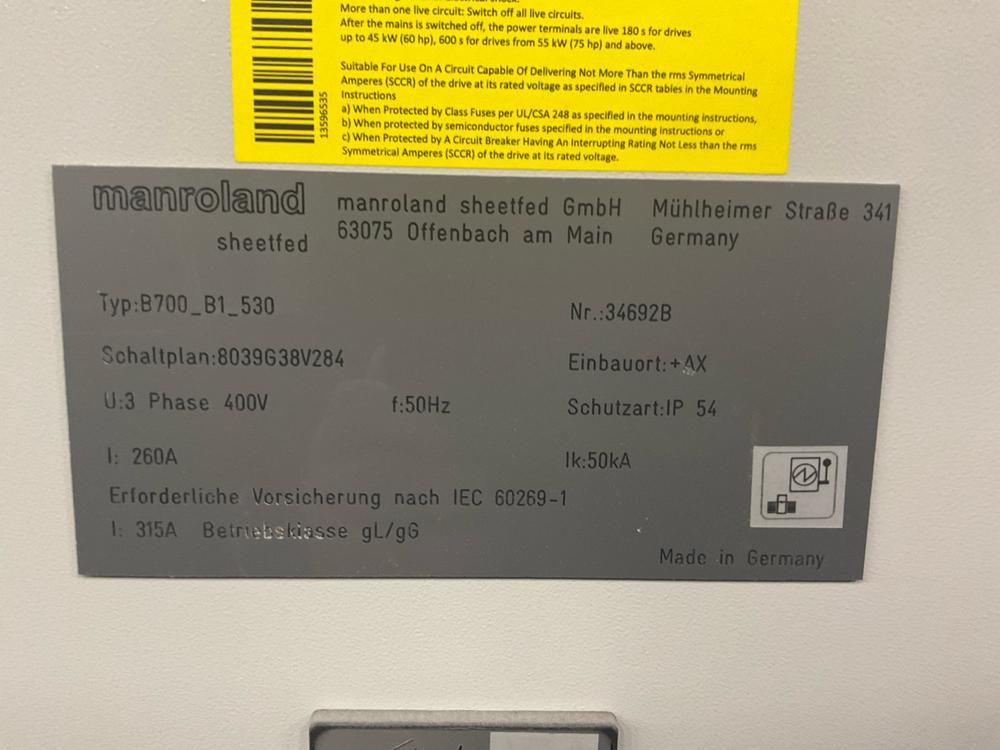 More than one live circuit: Switch off all live circuits.
After the mains is switched off, the power terminals are live 180 s for drives
up to 45 kW (60 hp), 600 s for drives from 55 kW (75 hp) and above.
Suitable For Use On A Circuit Capable Of Delivering Not More Than the rms Symmetrical
Amperes (SCCR) of the drive at its rated voltage as specified in SCCR tables in the Mounting
Instructions
a) When Protected by Class Fuses per UL/CSA 248 as specified in the mounting instructions,
b) When protected by semiconductor fuses specified in the mounting instructions or
c) When Protected by A Circuit Breaker Having An Interrupting Rating Not Less than the rms
Symmetrical Amperes (SCCR) of the drive at its rated voltage.
13596535
manroland
sheetfed
manroland sheetfed GmbH Mühlheimer Straße 341
63075 Offenbach am Main Germany
Typ:B700_B1_530 Nr.:34692B
Schaltplan:8039G38V284 Einbauort:+AX
U:3 Phase 400V f:50Hz Schutzart:IP 54
I: 260A Ik:50kA
Erforderliche Vorsicherung nach IEC 60269-1
I: 315A Betriebsklasse gL/gG
Made in Germany